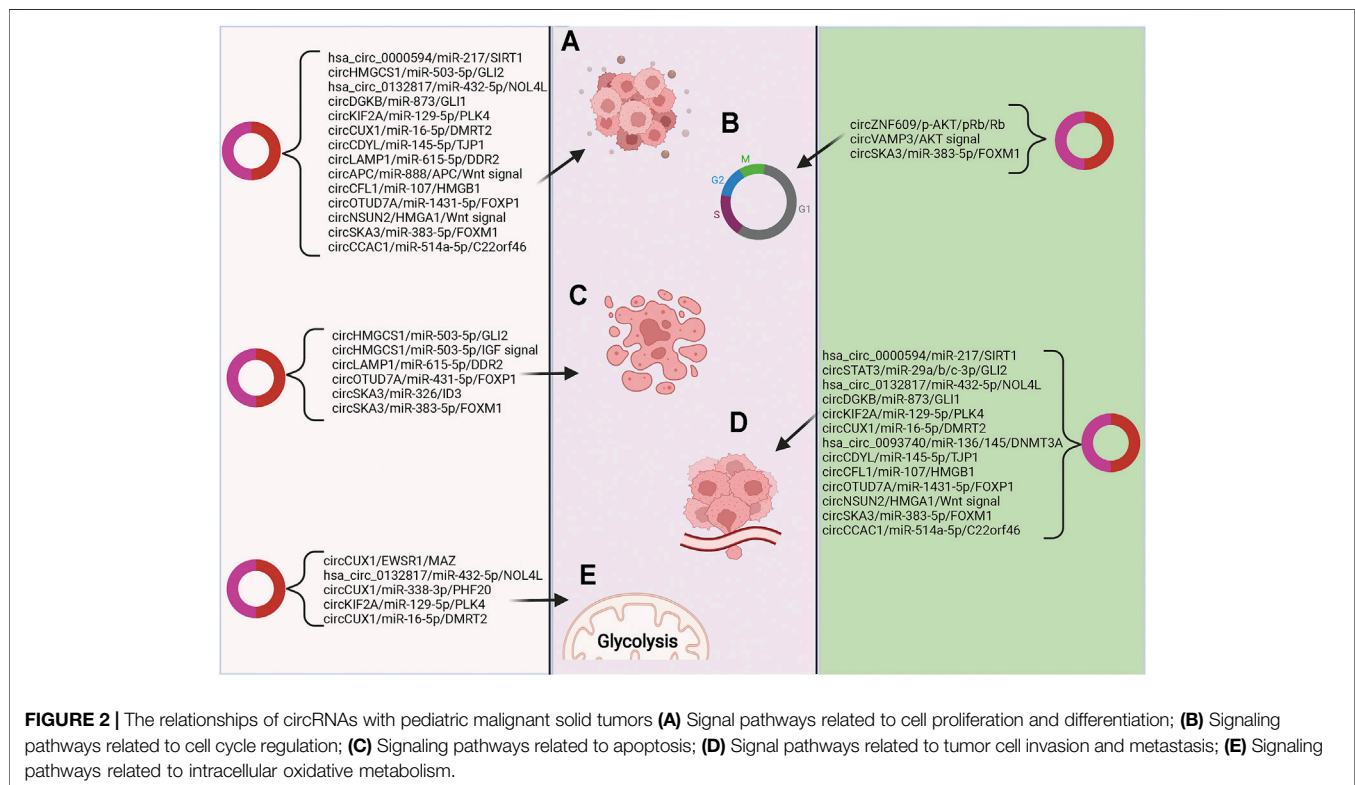 A
hsa_circ_0000594/miR-217/SIRT1
circHMGCS1/miR-503-5p/GLI2
hsa_circ_0132817/miR-432-5p/NOL4L
circDGKB/miR-873/GLI1
circKIF2A/miR-129-5p/PLK4
circCUX1/miR-16-5p/DMRT2
circCDYL/miR-145-5p/TJP1
circLAMP1/miR-615-5p/DDR2
circAPC/miR-888/APC/Wnt signal
circCFL1/miR-107/HMGB1
circOTUD7A/miR-1431-5p/FOXP1
circNSUN2/HMGA1/Wnt signal
circSKA3/miR-383-5p/FOXM1
circCCAC1/miR-514a-5p/C22orf46
B
circZNF609/p-AKT/pRb/Rb
circVAMP3/AKT signal
circSKA3/miR-383-5p/FOXM1
M
G2
S
G1
C
circHMGCS1/miR-503-5p/GLI2
circHMGCS1/miR-503-5p/IGF signal
circLAMP1/miR-615-5p/DDR2
circOTUD7A/miR-431-5p/FOXP1
circSKA3/miR-326/ID3
circSKA3/miR-383-5p/FOXM1
D
hsa_circ_0000594/miR-217/SIRT1
circSTAT3/miR-29a/b/c-3p/GLI2
hsa_circ_0132817/miR-432-5p/NOL4L
circDGKB/miR-873/GLI1
circKIF2A/miR-129-5p/PLK4
circCUX1/miR-16-5p/DMRT2
hsa_circ_0093740/miR-136/145/DNMT3A
circCDYL/miR-145-5p/TJP1
circCFL1/miR-107/HMGB1
circOTUD7A/miR-1431-5p/FOXP1
circNSUN2/HMGA1/Wnt signal
circSKA3/miR-383-5p/FOXM1
circCCAC1/miR-514a-5p/C22orf46
E
circCUX1/EWSR1/MAZ
hsa_circ_0132817/miR-432-5p/NOL4L
circCUX1/miR-338-3p/PHF20
circKIF2A/miR-129-5p/PLK4
circCUX1/miR-16-5p/DMRT2
Glycolysis
FIGURE 2 | The relationships of circRNAs with pediatric malignant solid tumors (A) Signal pathways related to cell proliferation and differentiation; (B) Signaling
pathways related to cell cycle regulation; (C) Signaling pathways related to apoptosis; (D) Signal pathways related to tumor cell invasion and metastasis; (E) Signaling
pathways related to intracellular oxidative metabolism.